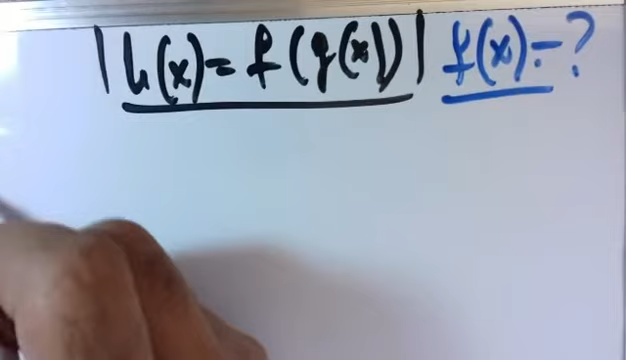 | h(x) = f(g(x)) | f(x) = ?